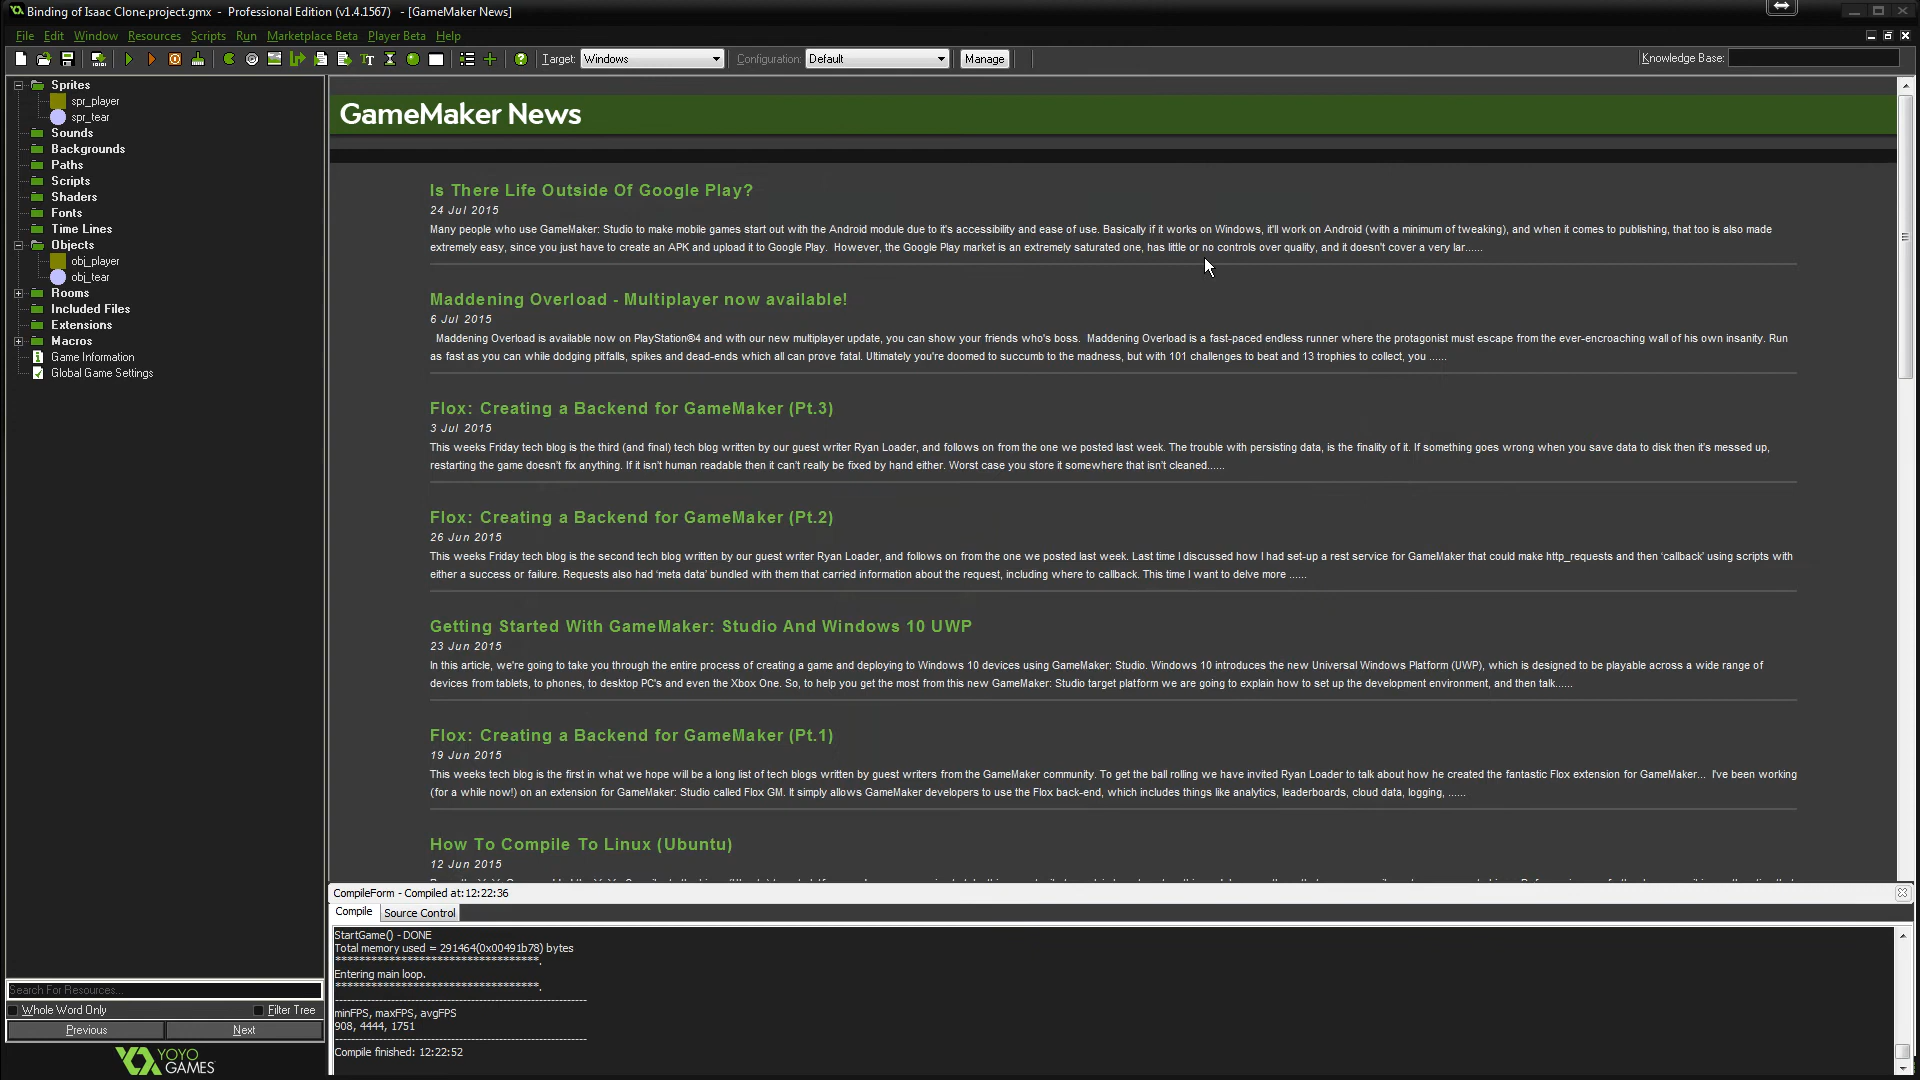 Binding of Isaac Clone.project.gmx - Professional Edition (v1.4.1567) - [GameMaker News]
File Edit Window Resources Scripts Run Marketplace Beta Player Beta Help
Target: Windows Configuration: Default Manage Knowledge Base:
Sprites
spr_player
spr_tear
Sounds
Backgrounds
Paths
Scripts
Shaders
Fonts
Time Lines
Objects
obj_player
obj_tear
Rooms
Included Files
Extensions
Macros
Game Information
Global Game Settings
Search For Resources...
Whole Word Only Filter Tree
Previous Next
YOYO
GAMES
GameMaker News
Is There Life Outside Of Google Play?
24 Jul 2015
Many people who use GameMaker: Studio to make mobile games start out with the Android module due to it's accessibility and ease of use. Basically if it works on Windows, it'll work on Android (with a minimum of tweaking), and when it comes to publishing, that too is also made
extremely easy, since you just have to create an APK and upload it to Google Play. However, the Google Play market is an extremely saturated one, has little or no controls over quality, and it doesn't cover a very lar......
Maddening Overload - Multiplayer now available!
6 Jul 2015
Maddening Overload is available now on PlayStation®4 and with our new multiplayer update, you can show your friends who's boss. Maddening Overload is a fast-paced endless runner where the protagonist must escape from the ever-encroaching wall of his own insanity. Run
as fast as you can while dodging pitfalls, spikes and dead-ends which all can prove fatal. Ultimately you're doomed to succumb to the madness, but with 101 challenges to beat and 13 trophies to collect, you ......
Flox: Creating a Backend for GameMaker (Pt.3)
3 Jul 2015
This weeks Friday tech blog is the third (and final) tech blog written by our guest writer Ryan Loader, and follows on from the one we posted last week. The trouble with persisting data, is the finality of it. If something goes wrong when you save data to disk then it's messed up,
restarting the game doesn't fix anything. If it isn't human readable then it can't really be fixed by hand either. Worst case you store it somewhere that isn't cleaned......
Flox: Creating a Backend for GameMaker (Pt.2)
26 Jun 2015
This weeks Friday tech blog is the second tech blog written by our guest writer Ryan Loader, and follows on from the one we posted last week. Last time I discussed how I had set-up a rest service for GameMaker that could make http_requests and then 'callback' using scripts with
either a success or failure. Requests also had 'meta data' bundled with them that carried information about the request, including where to callback. This time I want to delve more ......
Getting Started With GameMaker: Studio And Windows 10 UWP
23 Jun 2015
In this article, we're going to take you through the entire process of creating a game and deploying to Windows 10 devices using GameMaker: Studio. Windows 10 introduces the new Universal Windows Platform (UWP), which is designed to be playable across a wide range of
devices from tablets, to phones, to desktop PC's and even the Xbox One. So, to help you get the most from this new GameMaker: Studio target platform we are going to explain how to set up the development environment, and then talk......
Flox: Creating a Backend for GameMaker (Pt.1)
19 Jun 2015
This weeks tech blog is the first in what we hope will be a long list of tech blogs written by guest writers from the GameMaker community. To get the ball rolling we have invited Ryan Loader to talk about how he created the fantastic Flox extension for GameMaker... I've been working
(for a while now!) on an extension for GameMaker: Studio called Flox GM. It simply allows GameMaker developers to use the Flox back-end, which includes things like analytics, leaderboards, cloud data, logging, ......
How To Compile To Linux (Ubuntu)
12 Jun 2015
CompileForm - Compiled at:12:22:36
Compile Source Control
StartGame() - DONE
Total memory used = 291464(0x00491b78) bytes
**********************************.
Entering main loop.
**********************************.
---------------------------------------------------------------
minFPS, maxFPS, avgFPS
908, 4444, 1751
---------------------------------------------------------------
Compile finished: 12:22:52